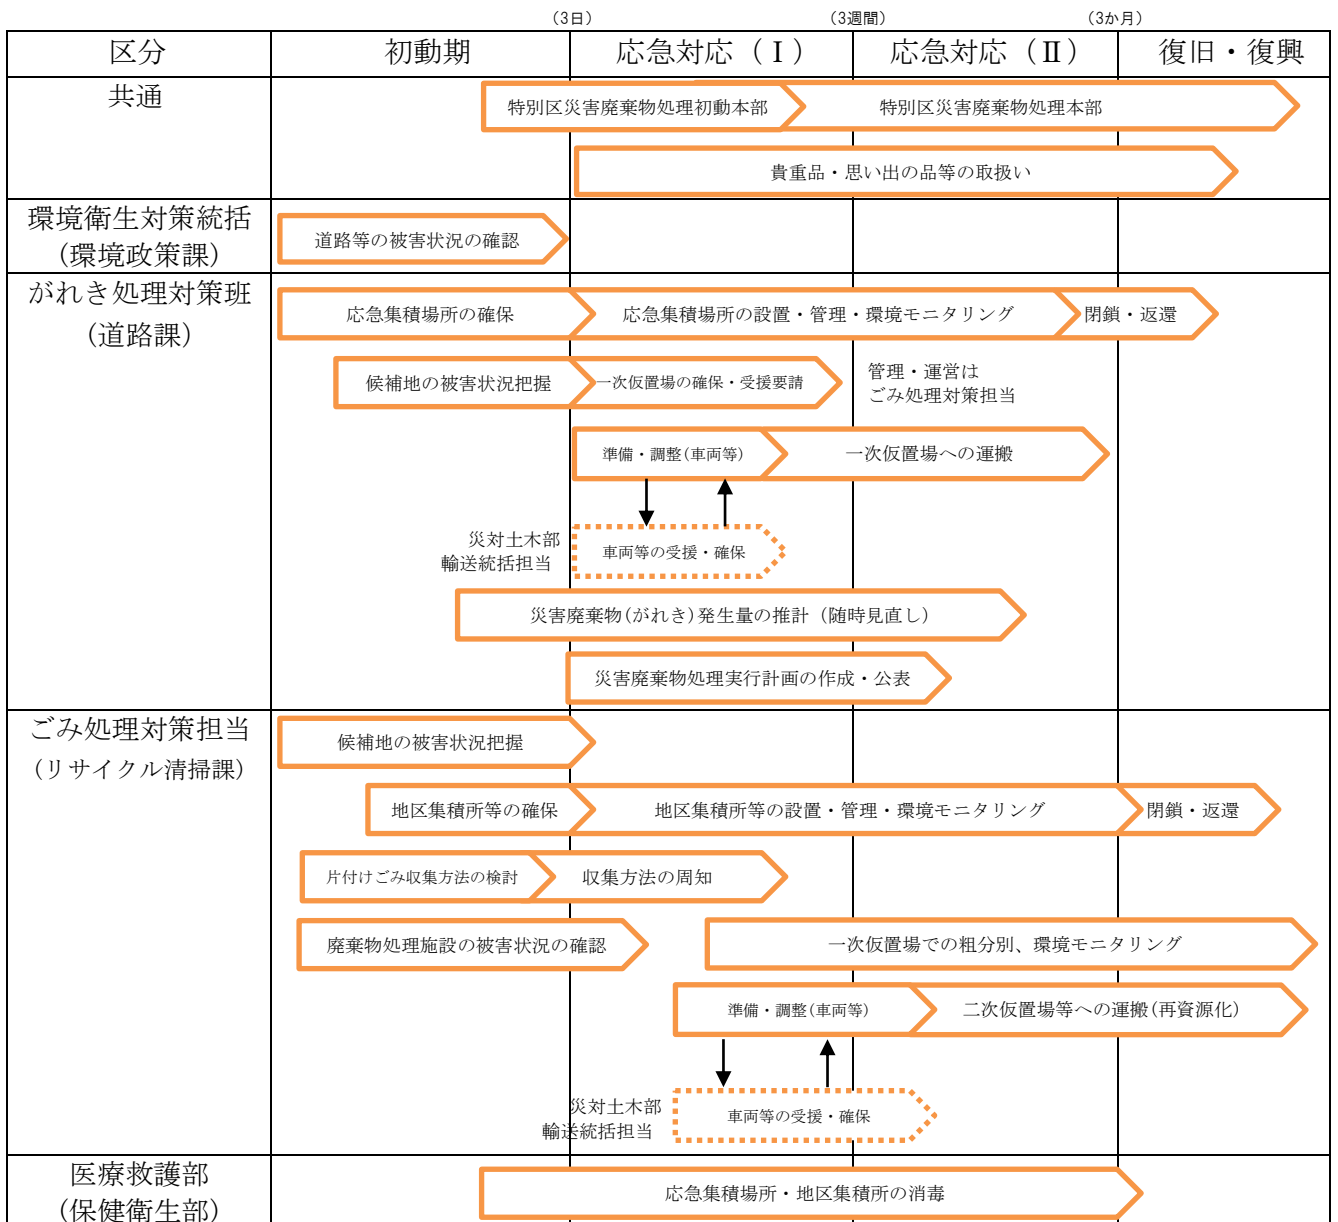 (3日)
(3週間)
(3か月)
区分
初動期
応急対応（Ⅰ）
応急対応（Ⅱ）
復旧・復興
共通
特別区災害廃棄物処理初動本部
特別区災害廃棄物処理本部
貴重品・思い出の品等の取扱い
環境衛生対策統括
(環境政策課)
道路等の被害状況の確認
がれき処理対策班
(道路課)
応急集積場所の確保
応急集積場所の設置・管理・環境モニタリング
閉鎖・返還
候補地の被害状況把握
一次仮置場の確保・受援要請
管理・運営は
ごみ処理対策担当
準備・調整(車両等)
一次仮置場への運搬
災対土木部
輸送統括担当
車両等の受援・確保
災害廃棄物(がれき)発生量の推計（随時見直し）
災害廃棄物処理実行計画の作成・公表
ごみ処理対策担当
(リサイクル清掃課)
候補地の被害状況把握
地区集積所等の確保
地区集積所等の設置・管理・環境モニタリング
閉鎖・返還
片付けごみ収集方法の検討
収集方法の周知
廃棄物処理施設の被害状況の確認
一次仮置場での粗分別、環境モニタリング
準備・調整(車両等)
二次仮置場等への運搬(再資源化)
災対土木部
輸送統括担当
車両等の受援・確保
医療救護部
(保健衛生部)
応急集積場所・地区集積所の消毒